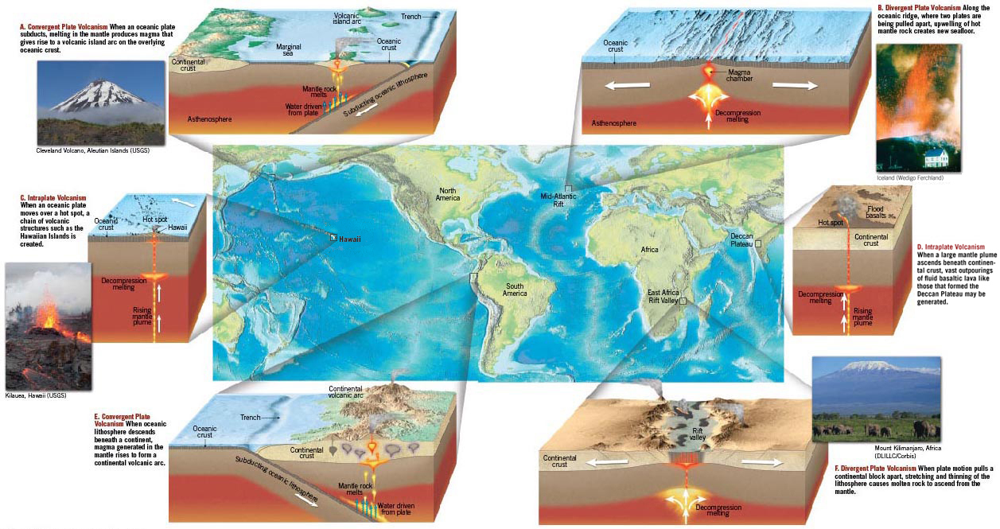 A. Convergent Plate Volcanism When an oceanic plate
subducts, melting in the mantle produces magma that
gives rise to a volcanic island arc on the overlying
oceanic crust.
Cleveland Volcano, Aleutian Islands (USGS)
Volcanic
island arc
Trench
Marginal
sea
Oceanic
crust
Continental
crust
Mantle rock
melts
Water driven
from plate
Subducting oceanic lithosphere
Asthenosphere
B. Divergent Plate Volcanism Along the
oceanic ridge, where two plates are
being pulled apart, upwelling of hot
mantle rock creates new seafloor.
Oceanic
crust
Magma
chamber
Decompression
melting
Asthenosphere
Iceland (Wedigo Ferchland)
C. Intraplate Volcanism
When an oceanic plate
moves over a hot spot, a
chain of volcanic
structures such as the
Hawaiian Islands is
created.
Oceanic
crust
Hot spot
Hawaii
Decompression
melting
Rising
mantle
plume
Kilauea, Hawaii (USGS)
North
America
Mid-Atlantic
Rift
Hawaii
Africa
Deccan
Plateau
South
America
East Africa
Rift Valley
Flood
basalts
Hot spot
Continental
crust
Decompression
melting
Rising
mantle
plume
D. Intraplate Volcanism
When a large mantle plume
ascends beneath continen-
tal crust, vast outpourings
of fluid basaltic lava like
those that formed the
Deccan Plateau may be
generated.
E. Convergent Plate
Volcanism When oceanic
lithosphere descends
beneath a continent,
magma generated in the
mantle rises to form a
continental volcanic arc.
Continental
volcanic arc
Trench
Oceanic
crust
Continental
crust
Subducting oceanic lithosphere
Mantle rock
melts
Water driven
from plate
Rift
valley
Continental
crust
Decompression
melting
Mount Kilimanjaro, Africa
(DLILLC/Corbis)
F. Divergent Plate Volcanism When plate motion pulls a
continental block apart, stretching and thinning of the
lithosphere causes molten rock to ascend from the
mantle.